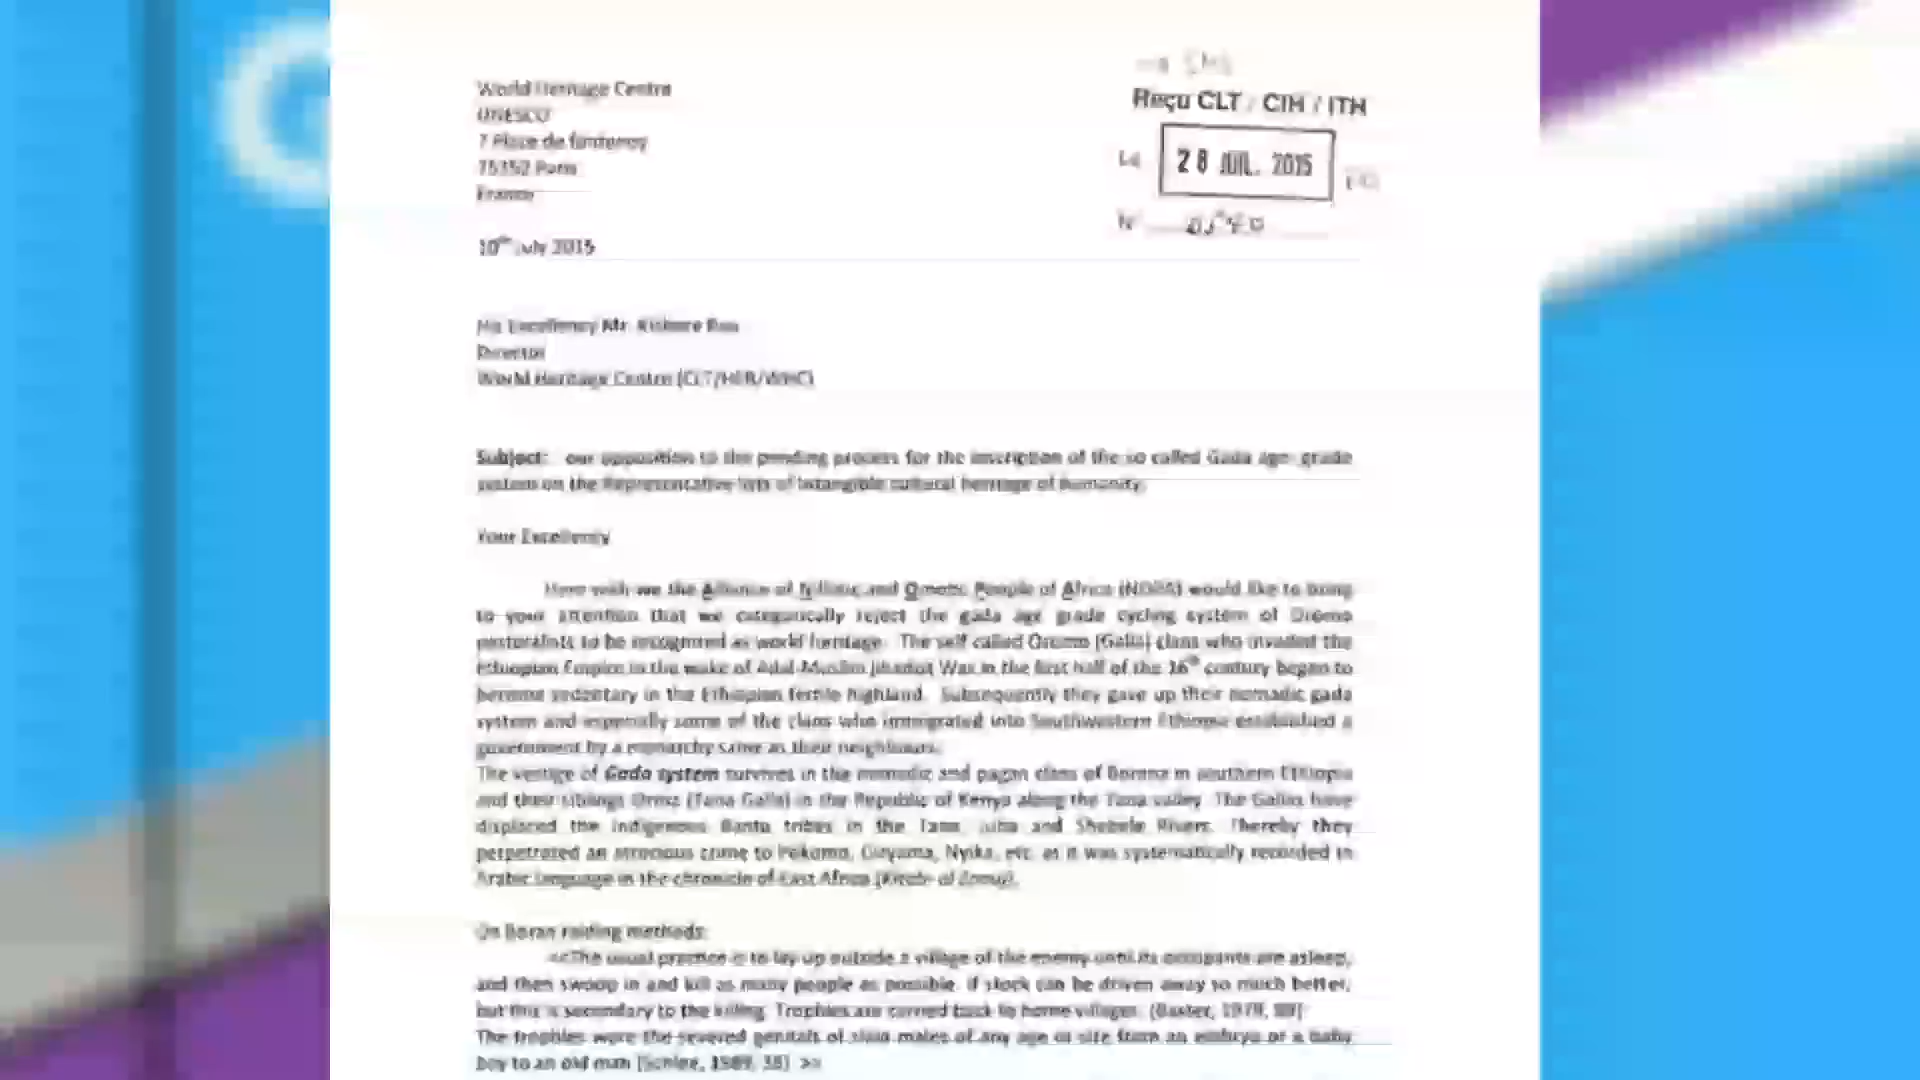 World Heritage Centre
UNESCO
7 Place de fontenoy
75352 Paris
France
Reçu CLT / CIH / ITH
Le 28 JUIL. 2015
N°
10th July 2015
His Excellency Mr. Kishore Rao
Director
World Heritage Centre (CLT/HER/WHC)
Subject: our opposition to the pending process for the inscription of the so called Gada age-grade
system on the Representative lists of Intangible cultural heritage of humanity.
Your Excellency
Here with we the Alliance of Nilotic and Omotic People of Africa would like to bring
to your attention that we categorically reject the gada age grade cycling system of Oromo
pastoralists to be recognized as world heritage. The self called Oromo (Galla) clans who invaded the
Ethiopian Empire in the wake of Adal-Muslim Jihadist War in the first half of the 16th century began to
become sedentary in the Ethiopian fertile highland. Subsequently they gave up their nomadic gada
system and especially some of the clans who immigrated into Southwestern Ethiopia established a
government by a monarchy same as their neighbours.
The vestige of Gada system survives in the nomadic and pagan clans of Borana in southern Ethiopia
and their siblings Orma (Tana Galla) in the Republic of Kenya along the Tana valley. The Gallas have
displaced the indigenous Bantu tribes in the Tana, Juba and Shebele Rivers. Thereby they
perpetrated an atrocious crime to Pokomo, Nyika, etc. as it was systematically recorded in
Arabic language in the chronicle of East Africa
On Boran raiding methods:
<<The usual practice is to lay up outside a village of the enemy until its occupants are asleep,
and then swoop in and kill as many people as possible. If stock can be driven away so much better,
but this is secondary to the killing. Trophies are carried back to home villages. (Baxter, 1979,
The trophies were the severed genitals of slain males of any age or size from an embryo or a baby
boy to an old man (Schlee, 1989, 38) >>